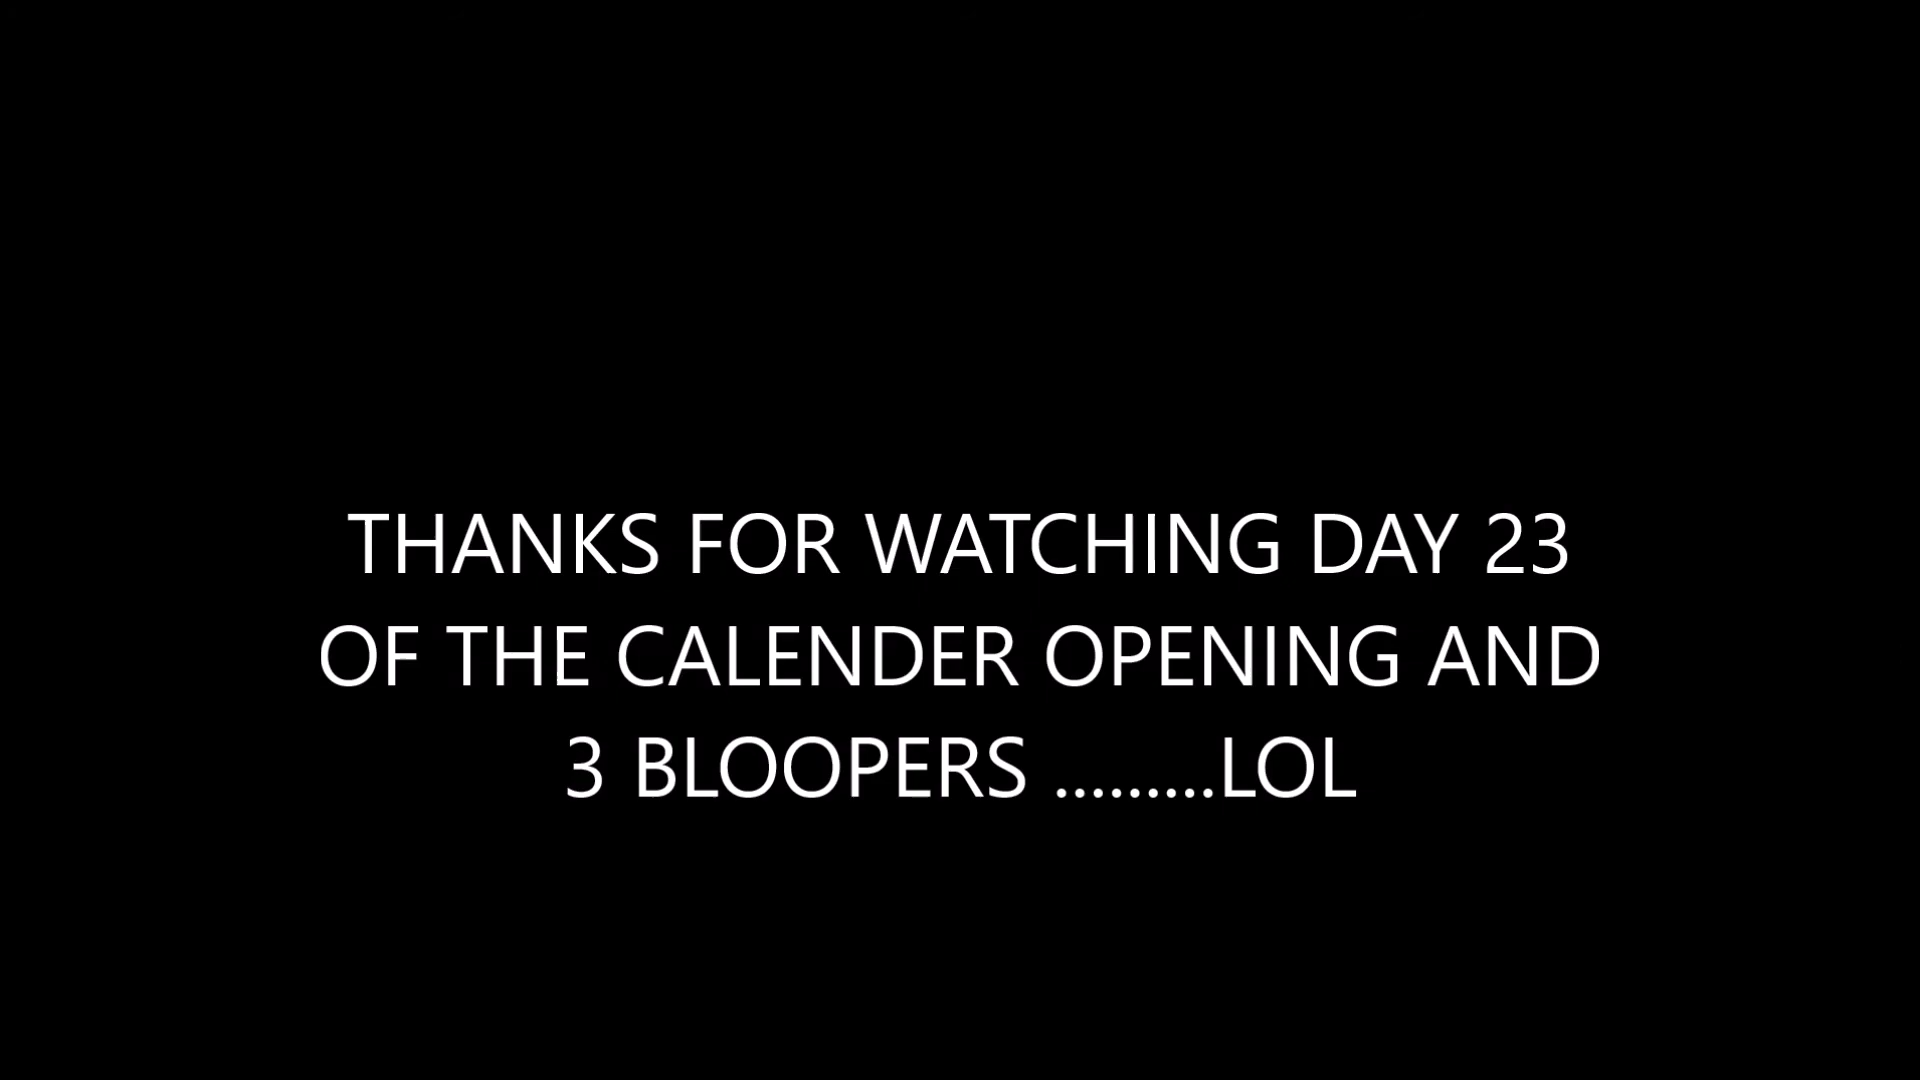 THANKS FOR WATCHING DAY 23
OF THE CALENDER OPENING AND
3 BLOOPERS .........LOL